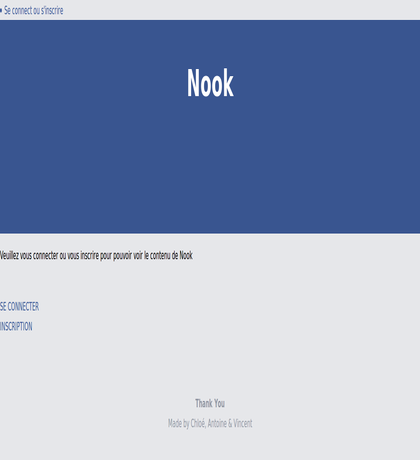 Se connect ou s'inscrire
Nook
Veuillez vous connecter ou vous inscrire pour pouvoir voir le contenu de Nook
SE CONNECTER
INSCRIPTION
Thank You
Made by Chloé, Antoine & Vincent